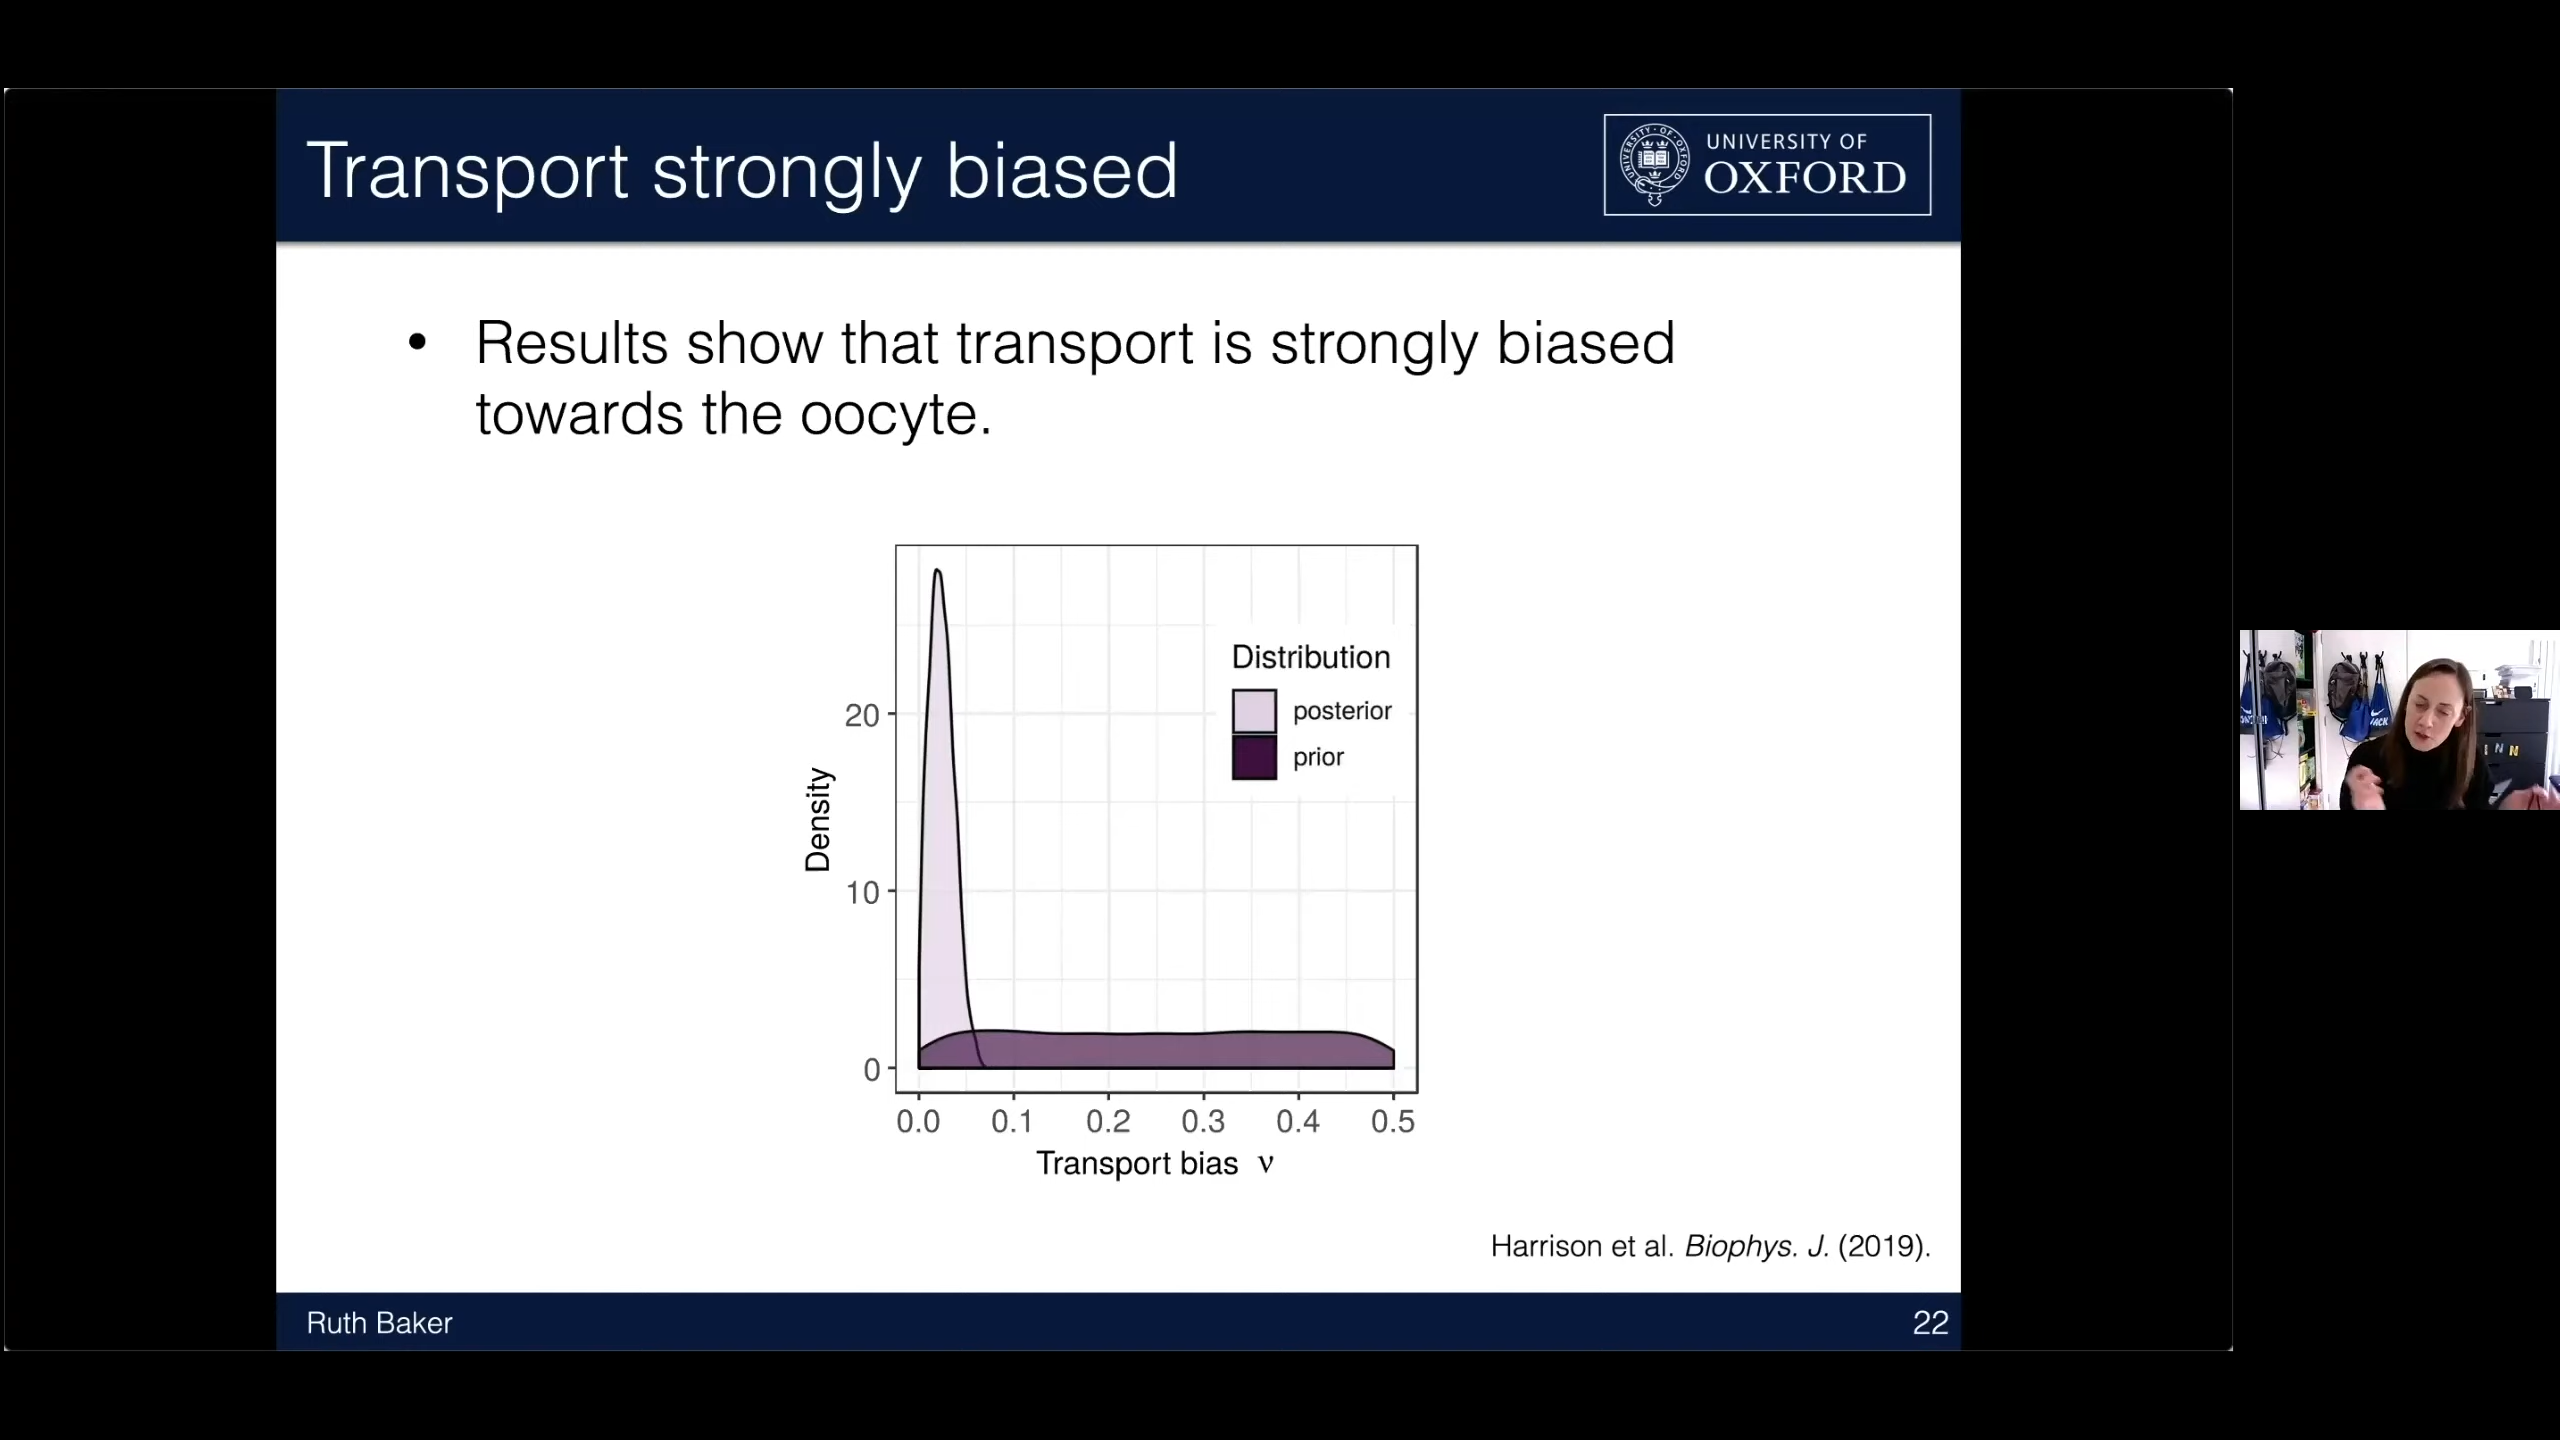 Transport strongly biased
UNIVERSITY OF
OXFORD
• Results show that transport is strongly biased
towards the oocyte.
Distribution
posterior
prior
Density
20
10
0
0.0 0.1 0.2 0.3 0.4 0.5
Transport bias ν
Harrison et al. Biophys. J. (2019).
Ruth Baker
22
JACK